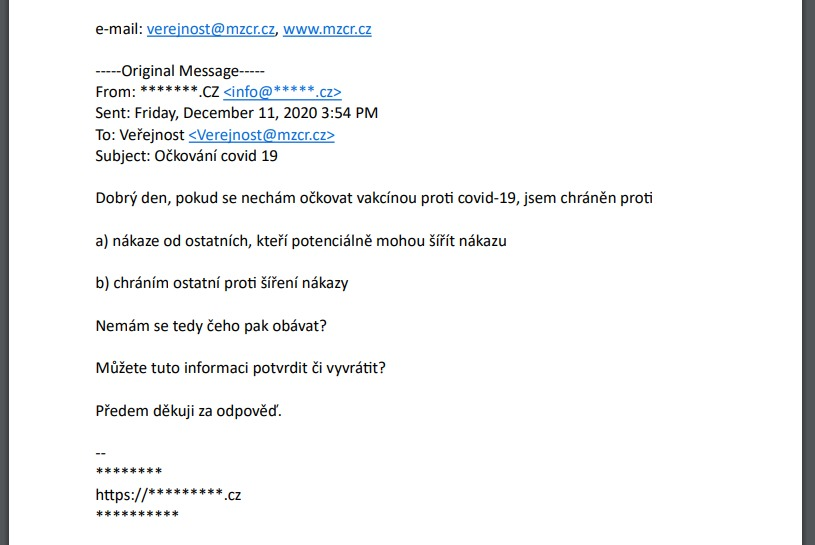 e-mail: verejnost@mzcr.cz, www.mzcr.cz
-----Original Message-----
From: *******.CZ <info@*****.cz>
Sent: Friday, December 11, 2020 3:54 PM
To: Veřejnost <Verejnost@mzcr.cz>
Subject: Očkování covid 19
Dobrý den, pokud se nechám očkovat vakcínou proti covid-19, jsem chráněn proti
a) nákaze od ostatních, kteří potenciálně mohou šířít nákazu
b) chráním ostatní proti šíření nákazy
Nemám se tedy čeho pak obávat?
Můžete tuto informaci potvrdit či vyvrátit?
Předem děkuji za odpověď.
--
********
https://*********.cz
**********